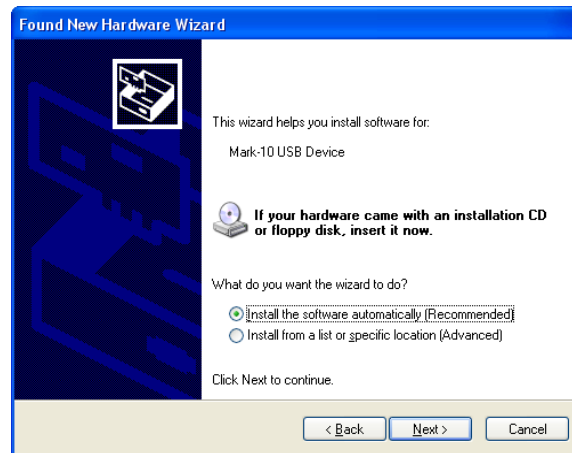 Found New Hardware Wizard
This wizard helps you install software for:
Mark-10 USB Device
If your hardware came with an installation CD
or floppy disk, insert it now.
What do you want the wizard to do?
Install the software automatically (Recommended)
Install from a list or specific location (Advanced)
Click Next to continue.
< Back
Next >
Cancel